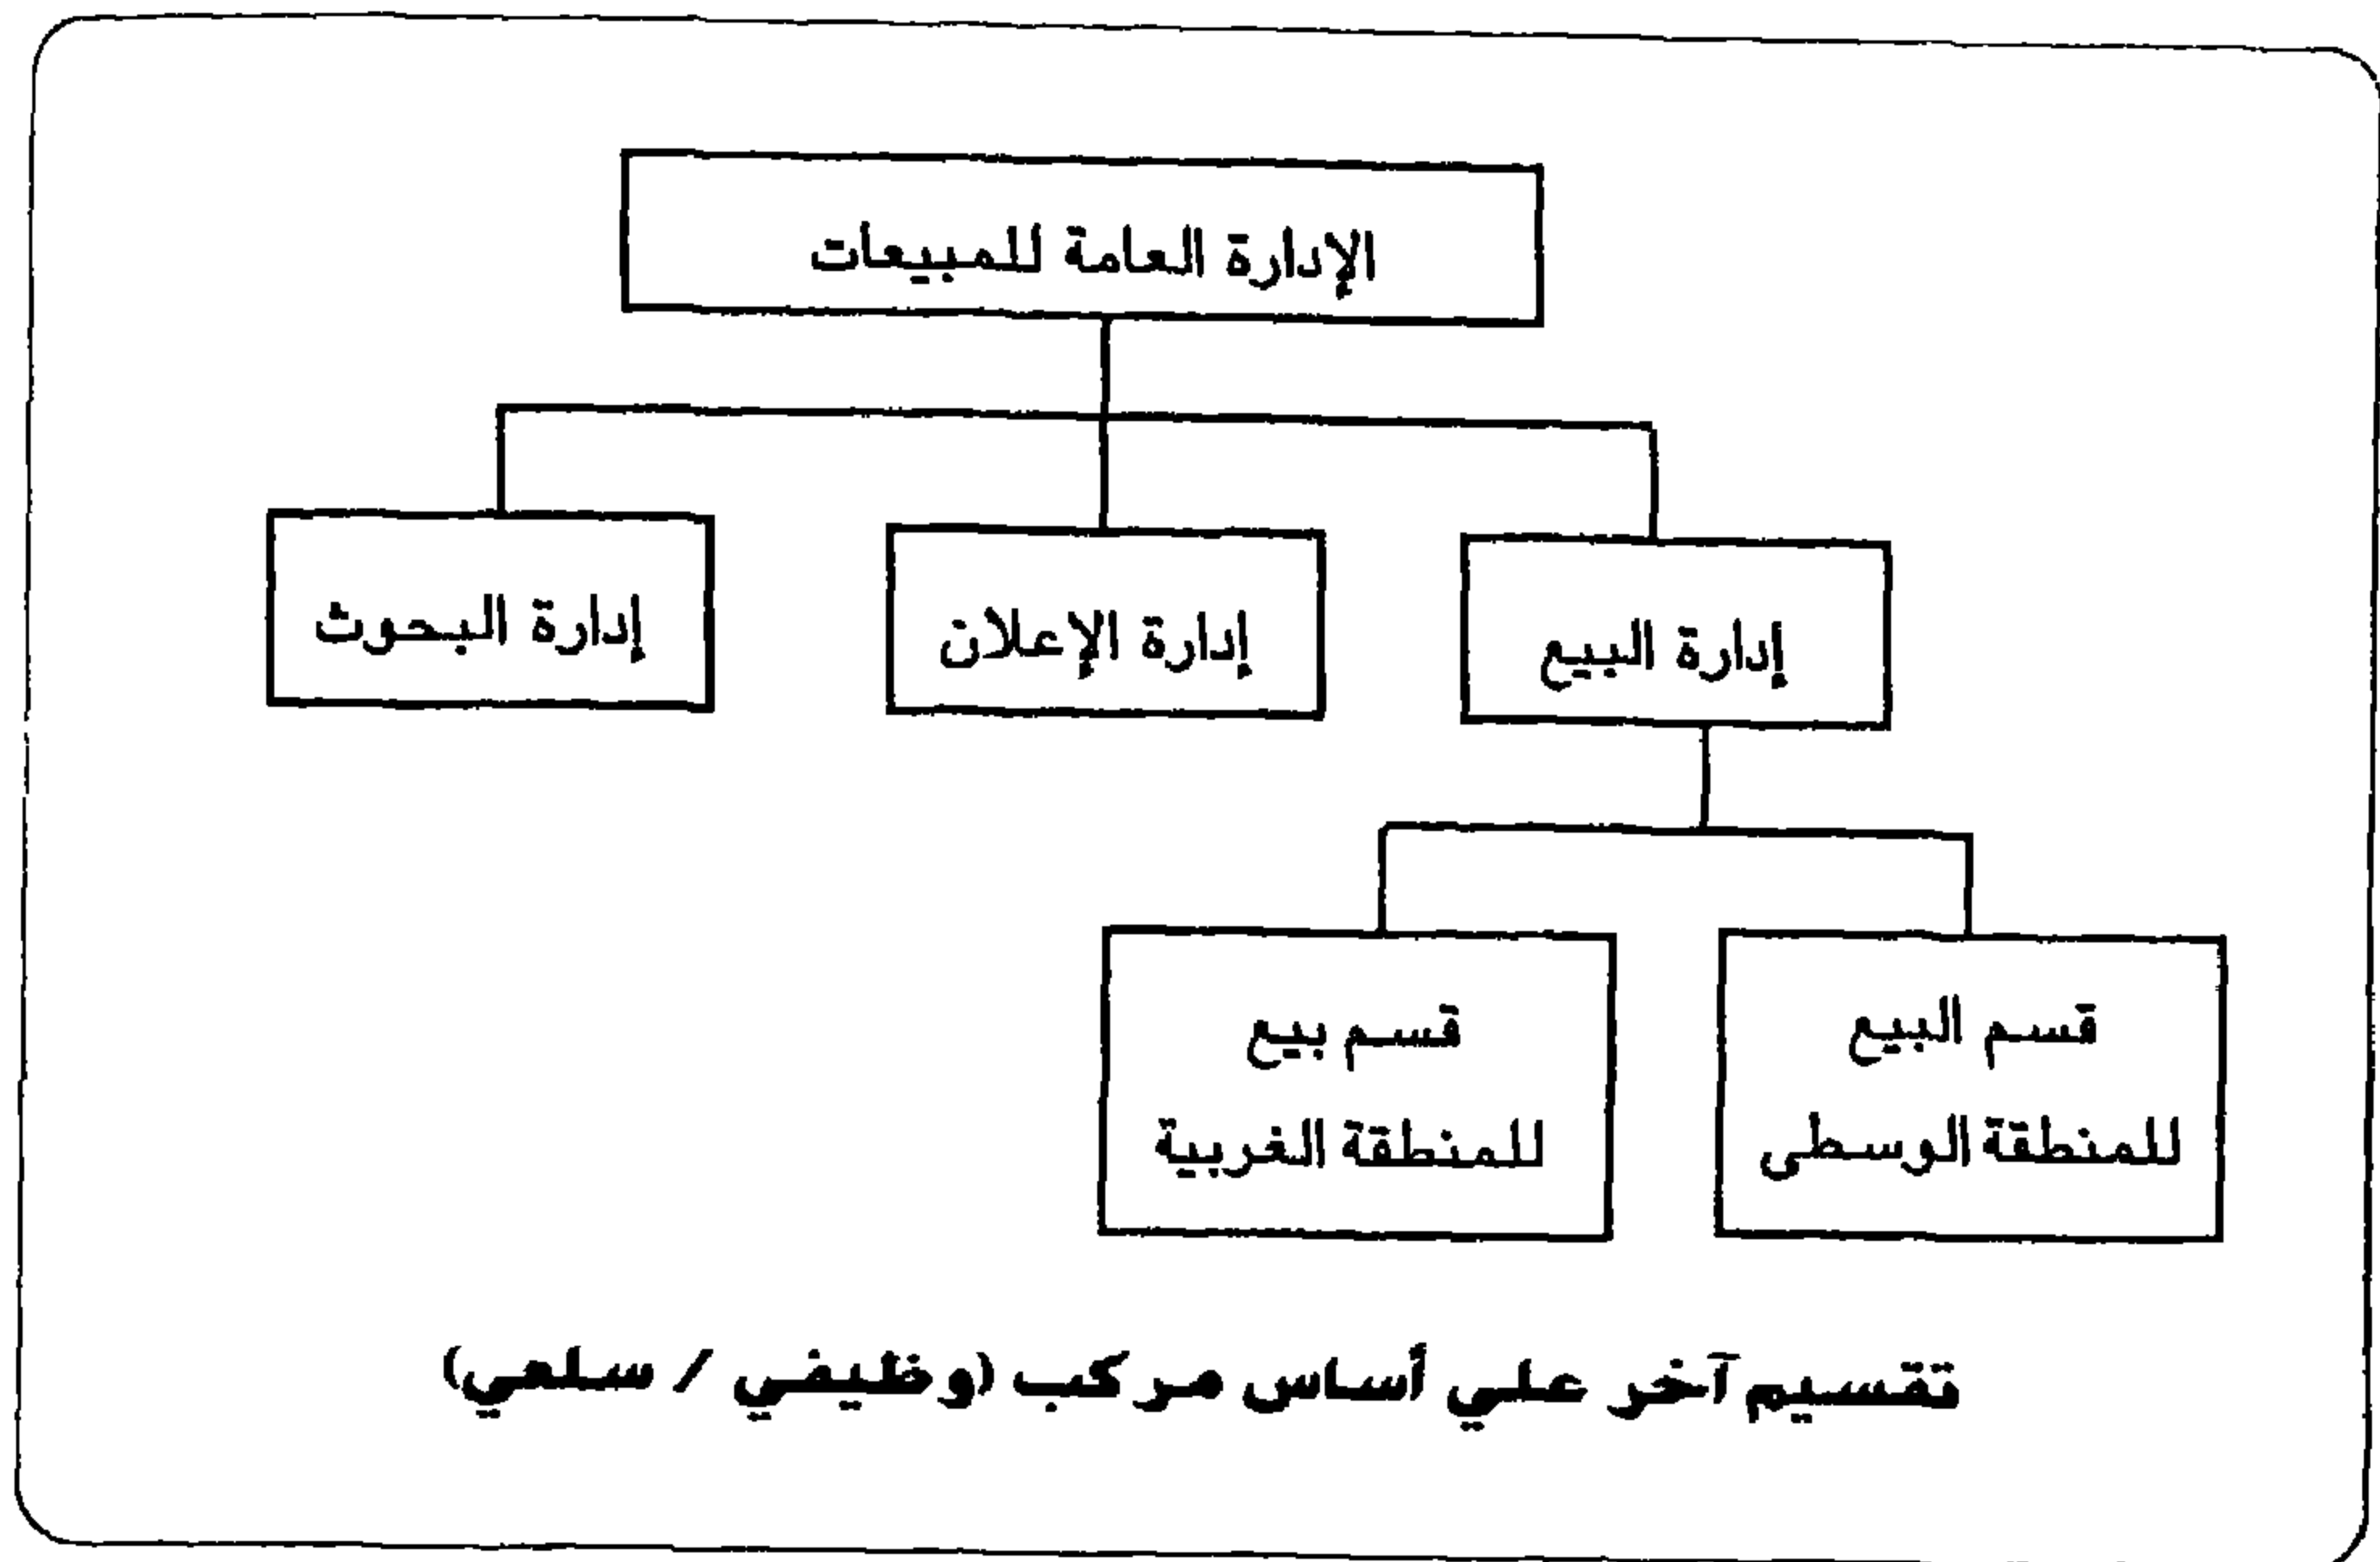 الإدارة العامة للمبيعات
إدارة البيع
إدارة الإعلان
إدارة البحوث
قسم البيع
للمنطقة الوسطى
قسم بيع
للمنطقة الغربية
تقسيم آخر علي أساس مركب (وظيفي / سلعي)